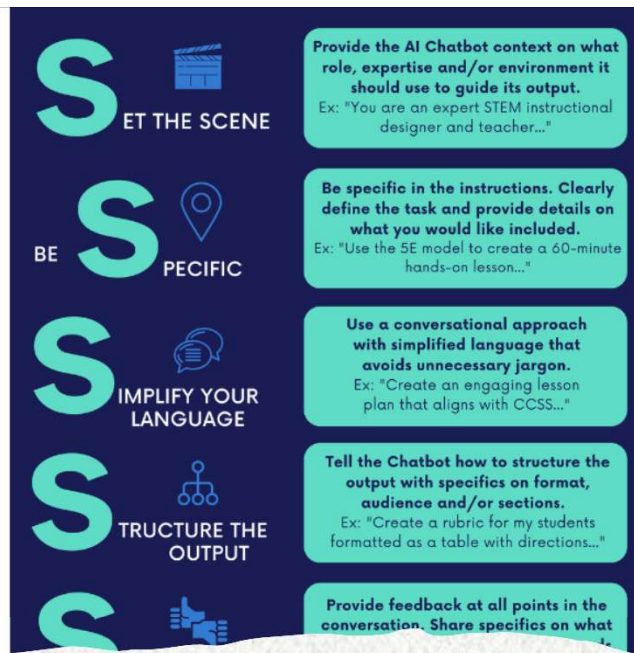 SET THE SCENE
Provide the AI Chatbot context on what
role, expertise and/or environment it
should use to guide its output.
Ex: "You are an expert STEM instructional
designer and teacher..."
BE SPECIFIC
Be specific in the instructions. Clearly
define the task and provide details on
what you would like included.
Ex: "Use the 5E model to create a 60-minute
hands-on lesson..."
SIMPLIFY YOUR
LANGUAGE
Use a conversational approach
with simplified language that
avoids unnecessary jargon.
Ex: "Create an engaging lesson
plan that aligns with CCSS..."
STRUCTURE THE
OUTPUT
Tell the Chatbot how to structure the
output with specifics on format,
audience and/or sections.
Ex: "Create a rubric for my students
formatted as a table with directions..."
S
Provide feedback at all points in the
conversation. Share specifics on what